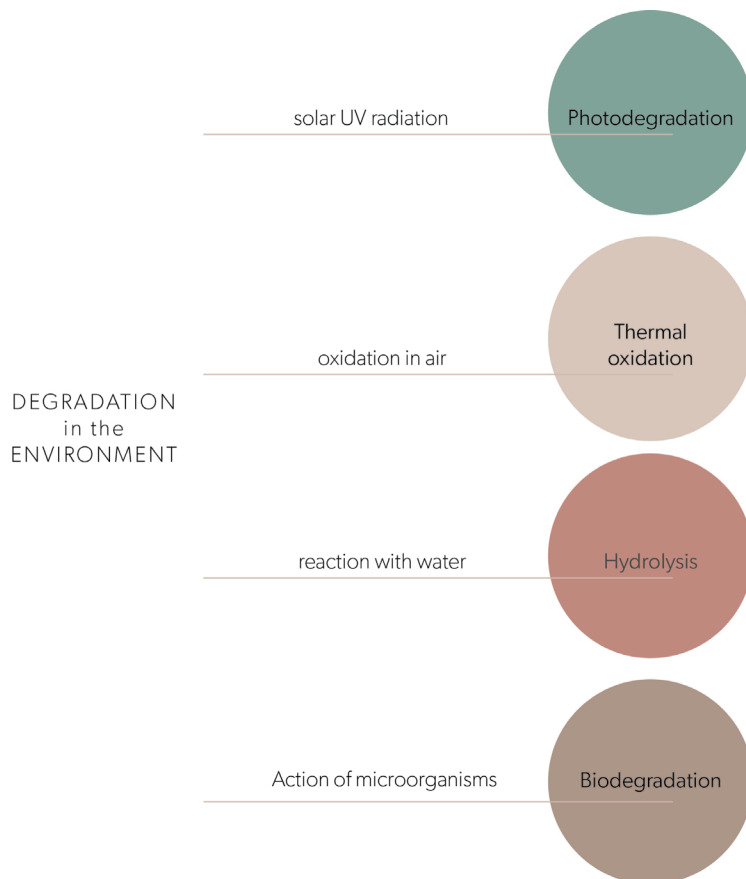 solar UV radiation
Photodegradation
oxidation in air
Thermal
oxidation
DEGRADATION
in the
ENVIRONMENT
reaction with water
Hydrolysis
Action of microorganisms
Biodegradation